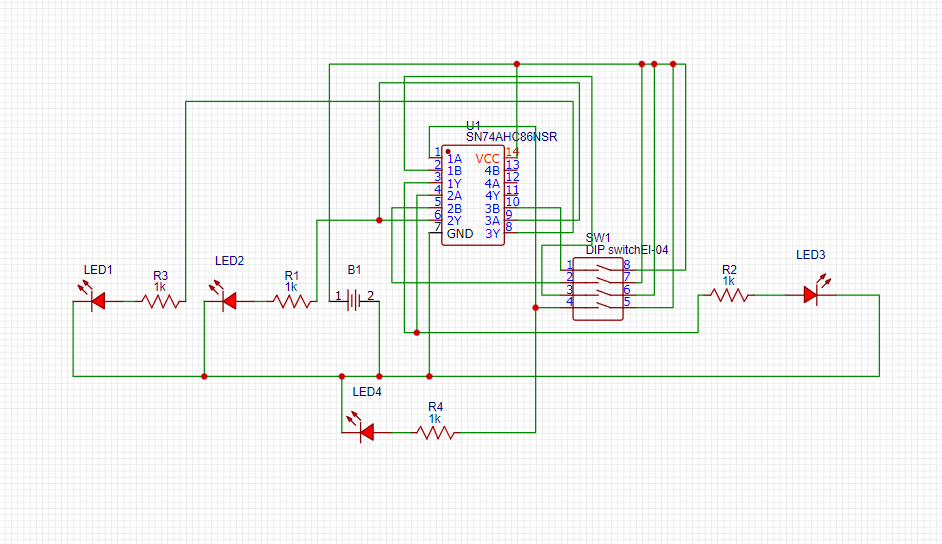 U1
SN74AHC86NSR
1 1A VCC 14
2 1B 4B 13
3 1Y 4A 12
4 2A 4Y 11
5 2B 3B 10
6 2Y 3A 9
7 GND 3Y 8
SW1
DIP switchEI-04
1 8
2 7
3 6
4 5
LED1
R3
1k
LED2
R1
1k
B1
1 2
R2
1k
LED3
LED4
R4
1k